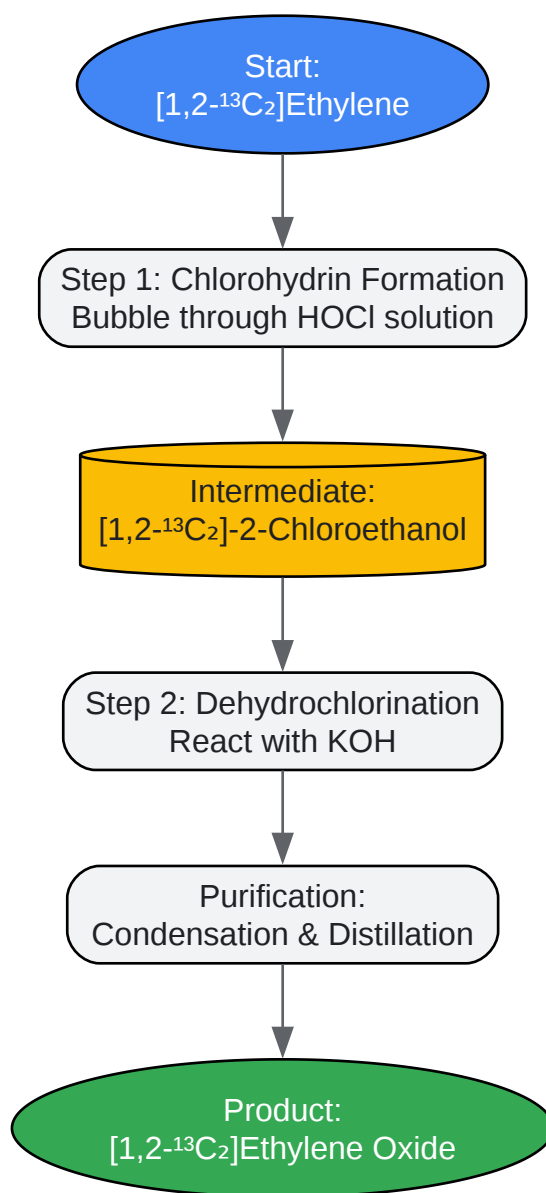 Start:
[1,2-¹³C₂]Ethylene
Step 1: Chlorohydrin Formation
Bubble through HOCl solution
Intermediate:
[1,2-¹³C₂]-2-Chloroethanol
Step 2: Dehydrochlorination
React with KOH
Purification:
Condensation & Distillation
Product:
[1,2-¹³C₂]Ethylene Oxide